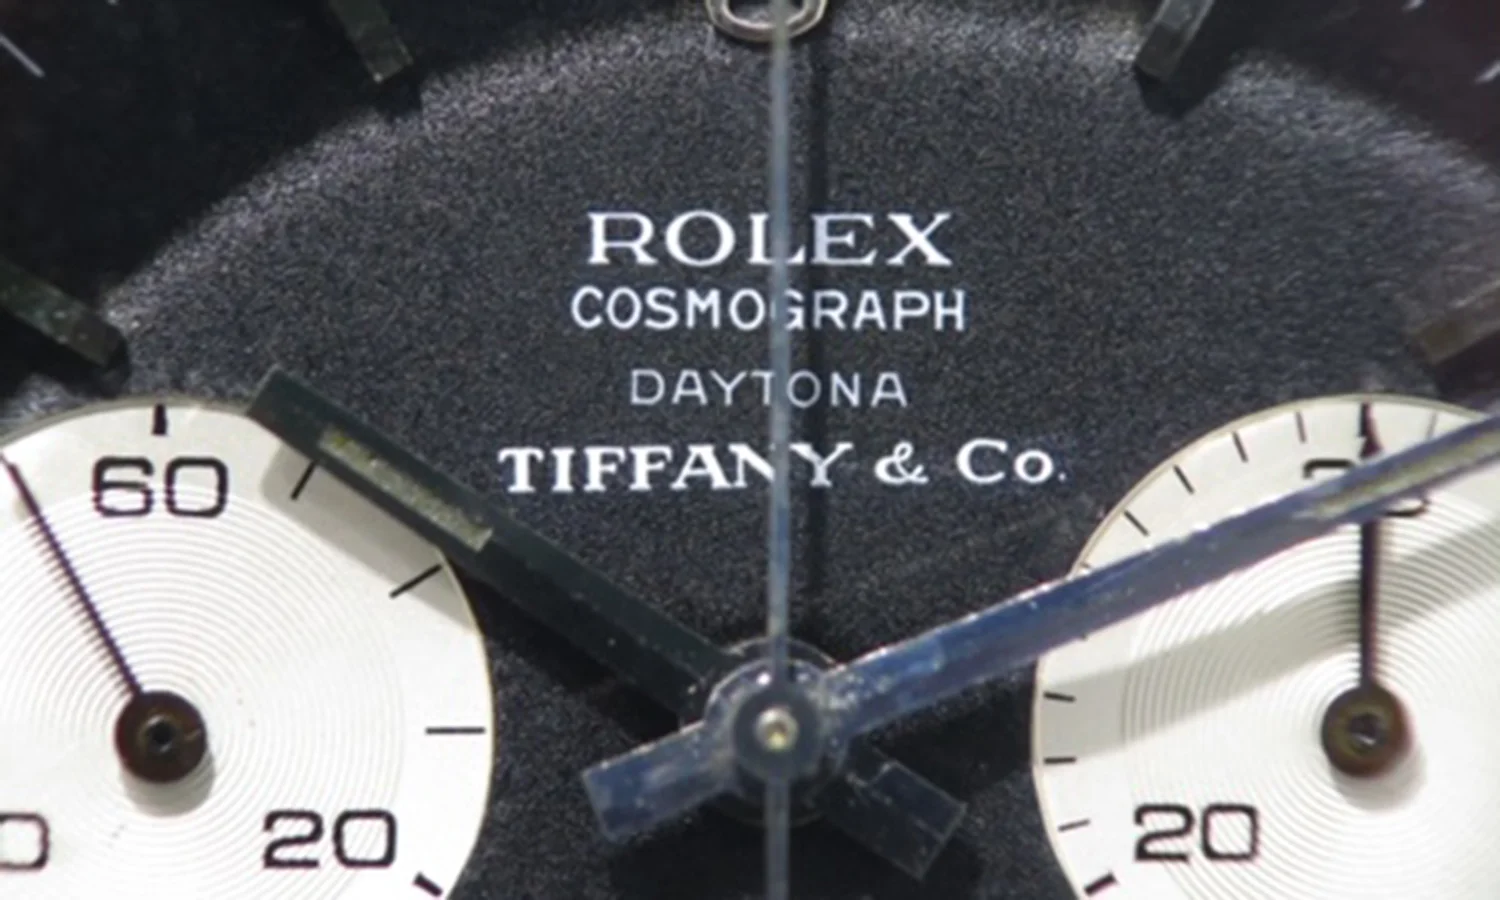 ROLEX
COSMOGRAPH
DAYTONA
TIFFANY & Co.
60
20
20